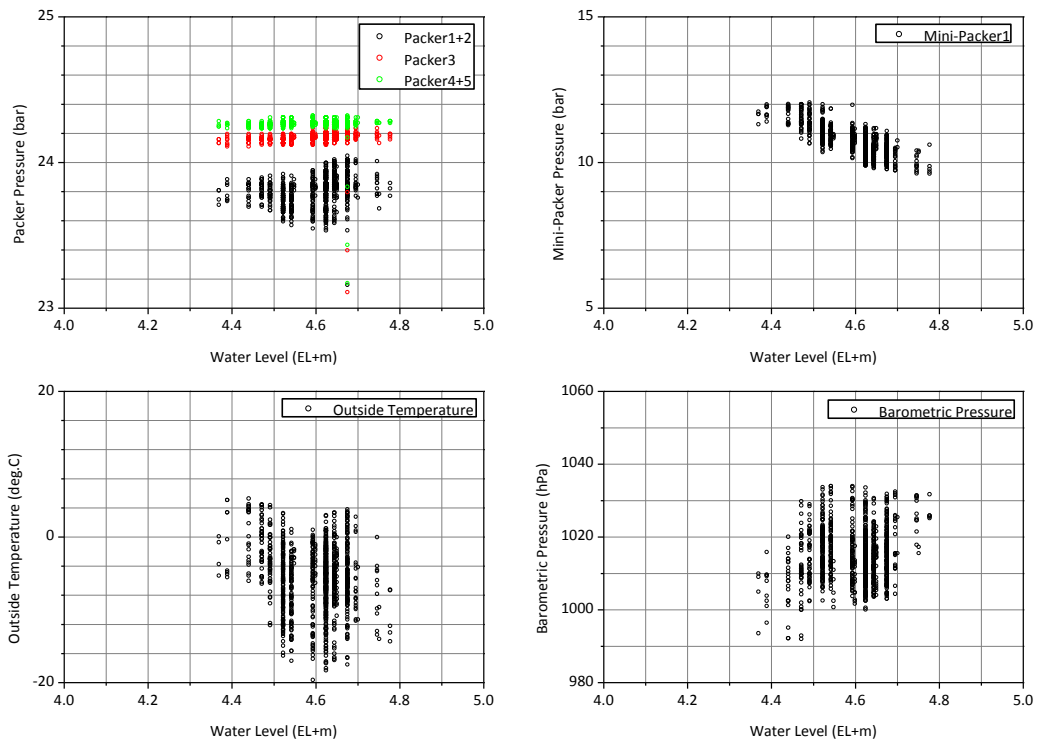 25
24
23
4.0
4.2
4.4
4.6
4.8
5.0
Packer Pressure (bar)
Water Level (EL+m)
Packer1+2
Packer3
Packer4+5
15
10
5
4.0
4.2
4.4
4.6
4.8
5.0
Mini-Packer Pressure (bar)
Water Level (EL+m)
Mini-Packer1
20
0
-20
4.0
4.2
4.4
4.6
4.8
5.0
Outside Temperature (deg.C)
Water Level (EL+m)
Outside Temperature
1060
1040
1020
1000
980
4.0
4.2
4.4
4.6
4.8
5.0
Barometric Pressure (hPa)
Water Level (EL+m)
Barometric Pressure